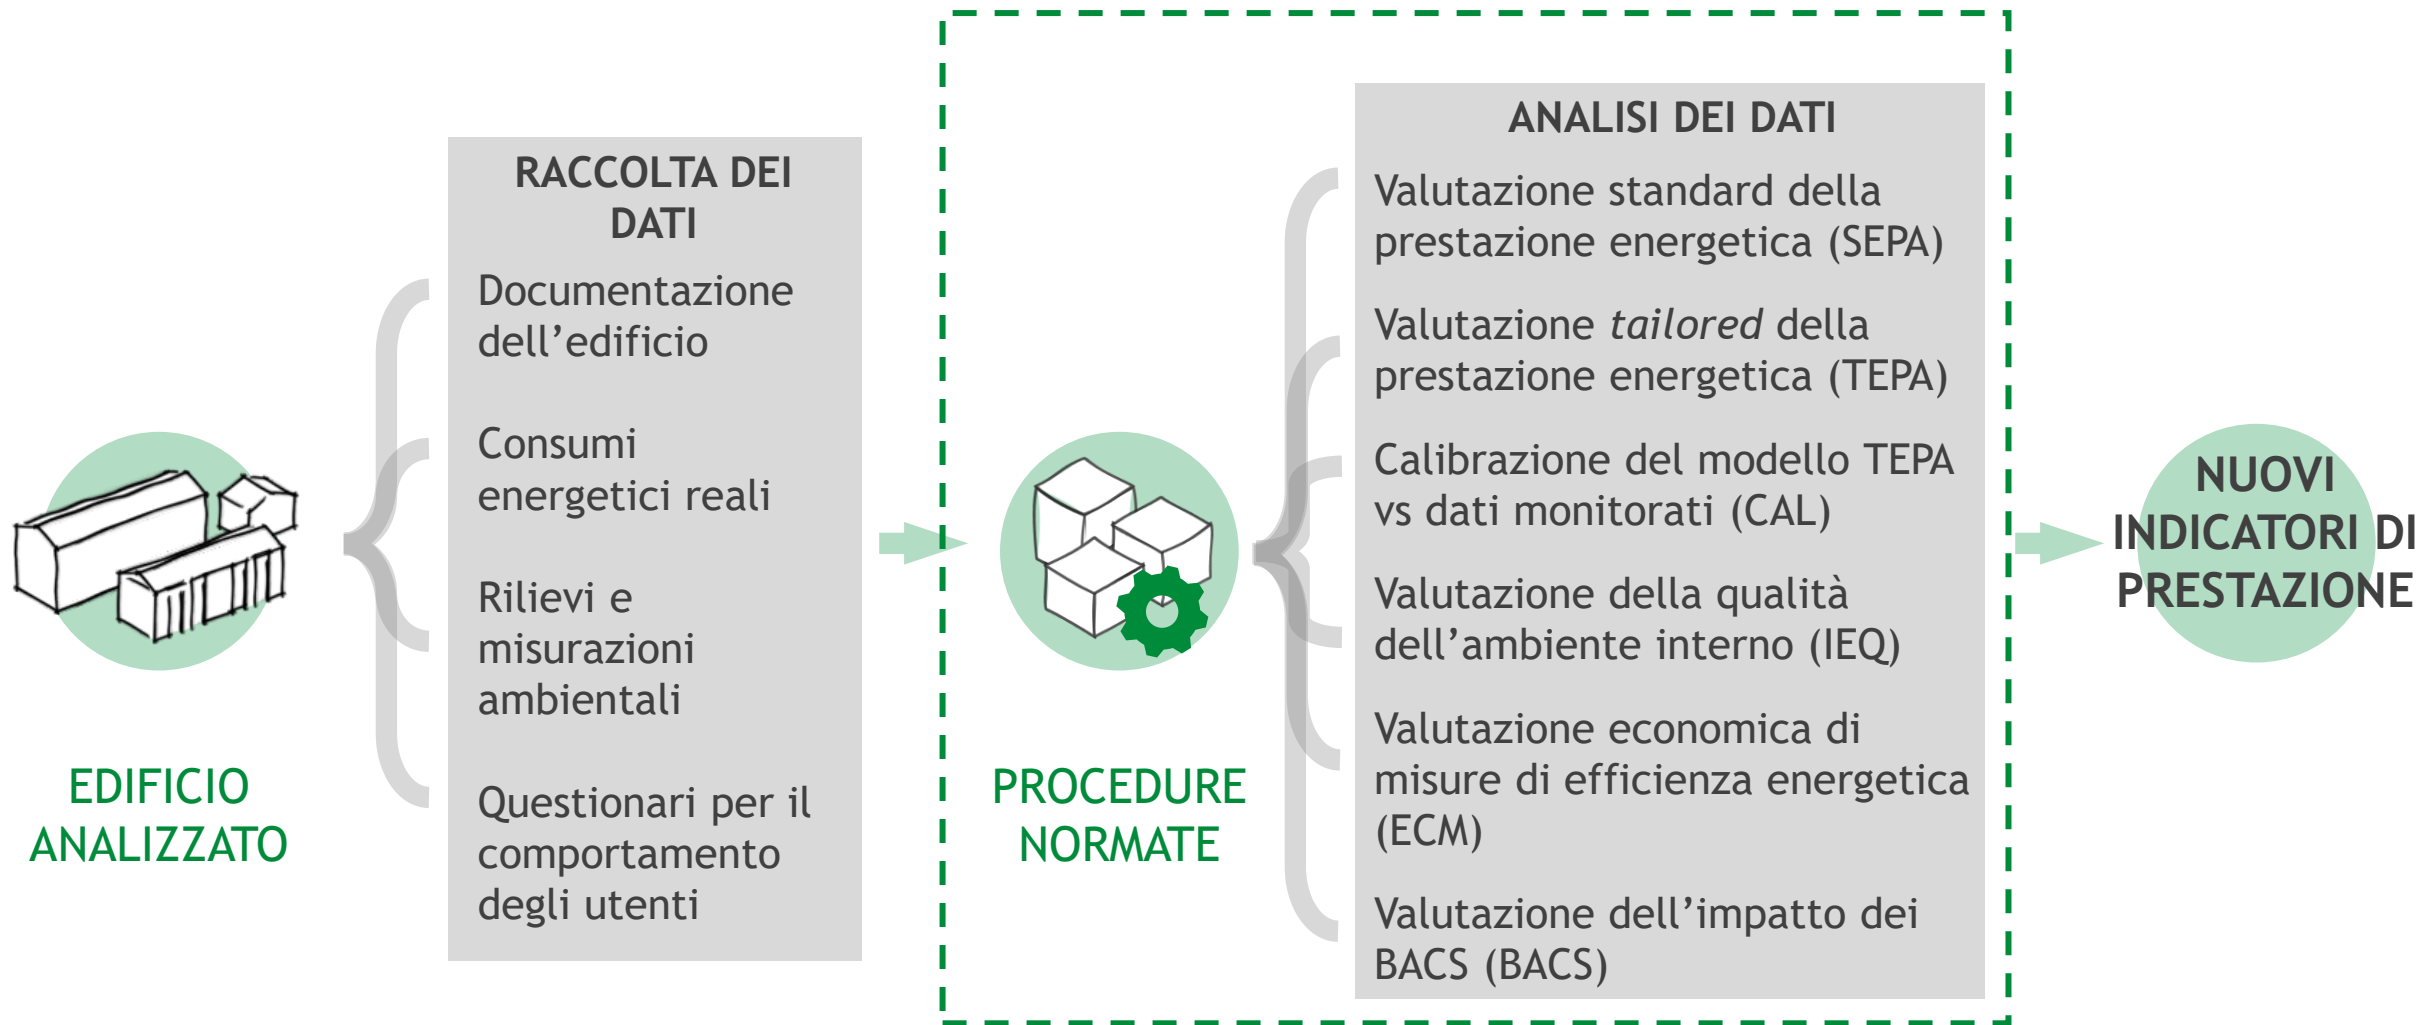 EDIFICIO
ANALIZZATO
RACCOLTA DEI
DATI
Documentazione
dell’edificio
Consumi
energetici reali
Rilievi e
misurazioni
ambientali
Questionari per il
comportamento
degli utenti
PROCEDURE
NORMATE
ANALISI DEI DATI
Valutazione standard della
prestazione energetica (SEPA)
Valutazione tailored della
prestazione energetica (TEPA)
Calibrazione del modello TEPA
vs dati monitorati (CAL)
Valutazione della qualità
dell’ambiente interno (IEQ)
Valutazione economica di
misure di efficienza energetica
(ECM)
Valutazione dell’impatto dei
BACS (BACS)
NUOVI
INDICATORI DI
PRESTAZIONE